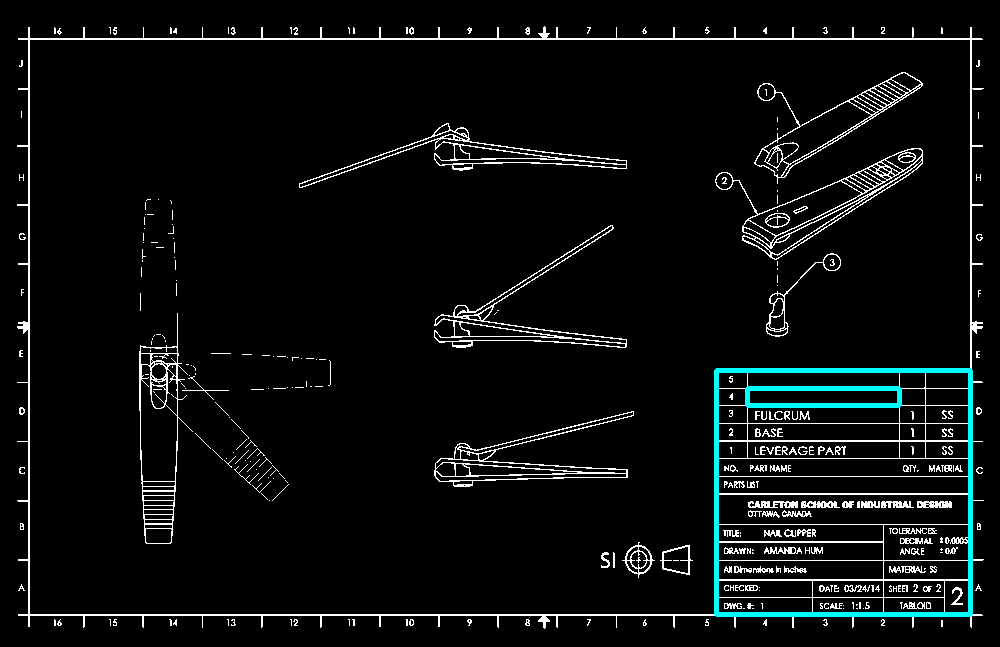 16 15 14 13 12 11 10 9 8 7 6 5 4 3 2 1
J J
I I
H H
G G
F F
E E
D D
C C
B B
A A
1
2
3
5
4
3 FULCRUM 1 SS
2 BASE 1 SS
1 LEVERAGE PART 1 SS
NO. PART NAME QTY. MATERIAL
PARTS LIST
CARLETON SCHOOL OF INDUSTRIAL DESIGN
OTTAWA, CANADA
TITLE: NAIL CLIPPER
TOLERANCES:
DECIMAL ±0.0005
ANGLE ±0.0°
DRAWN: AMANDA HUM
All Dimensions in Inches
MATERIAL: SS
CHECKED: DATE: 03/24/14 SHEET 2 OF 2
DWG. #: 1 SCALE: 1:1.5 TABLOID 2
SI
16 15 14 13 12 11 10 9 8 7 6 5 4 3 2 1